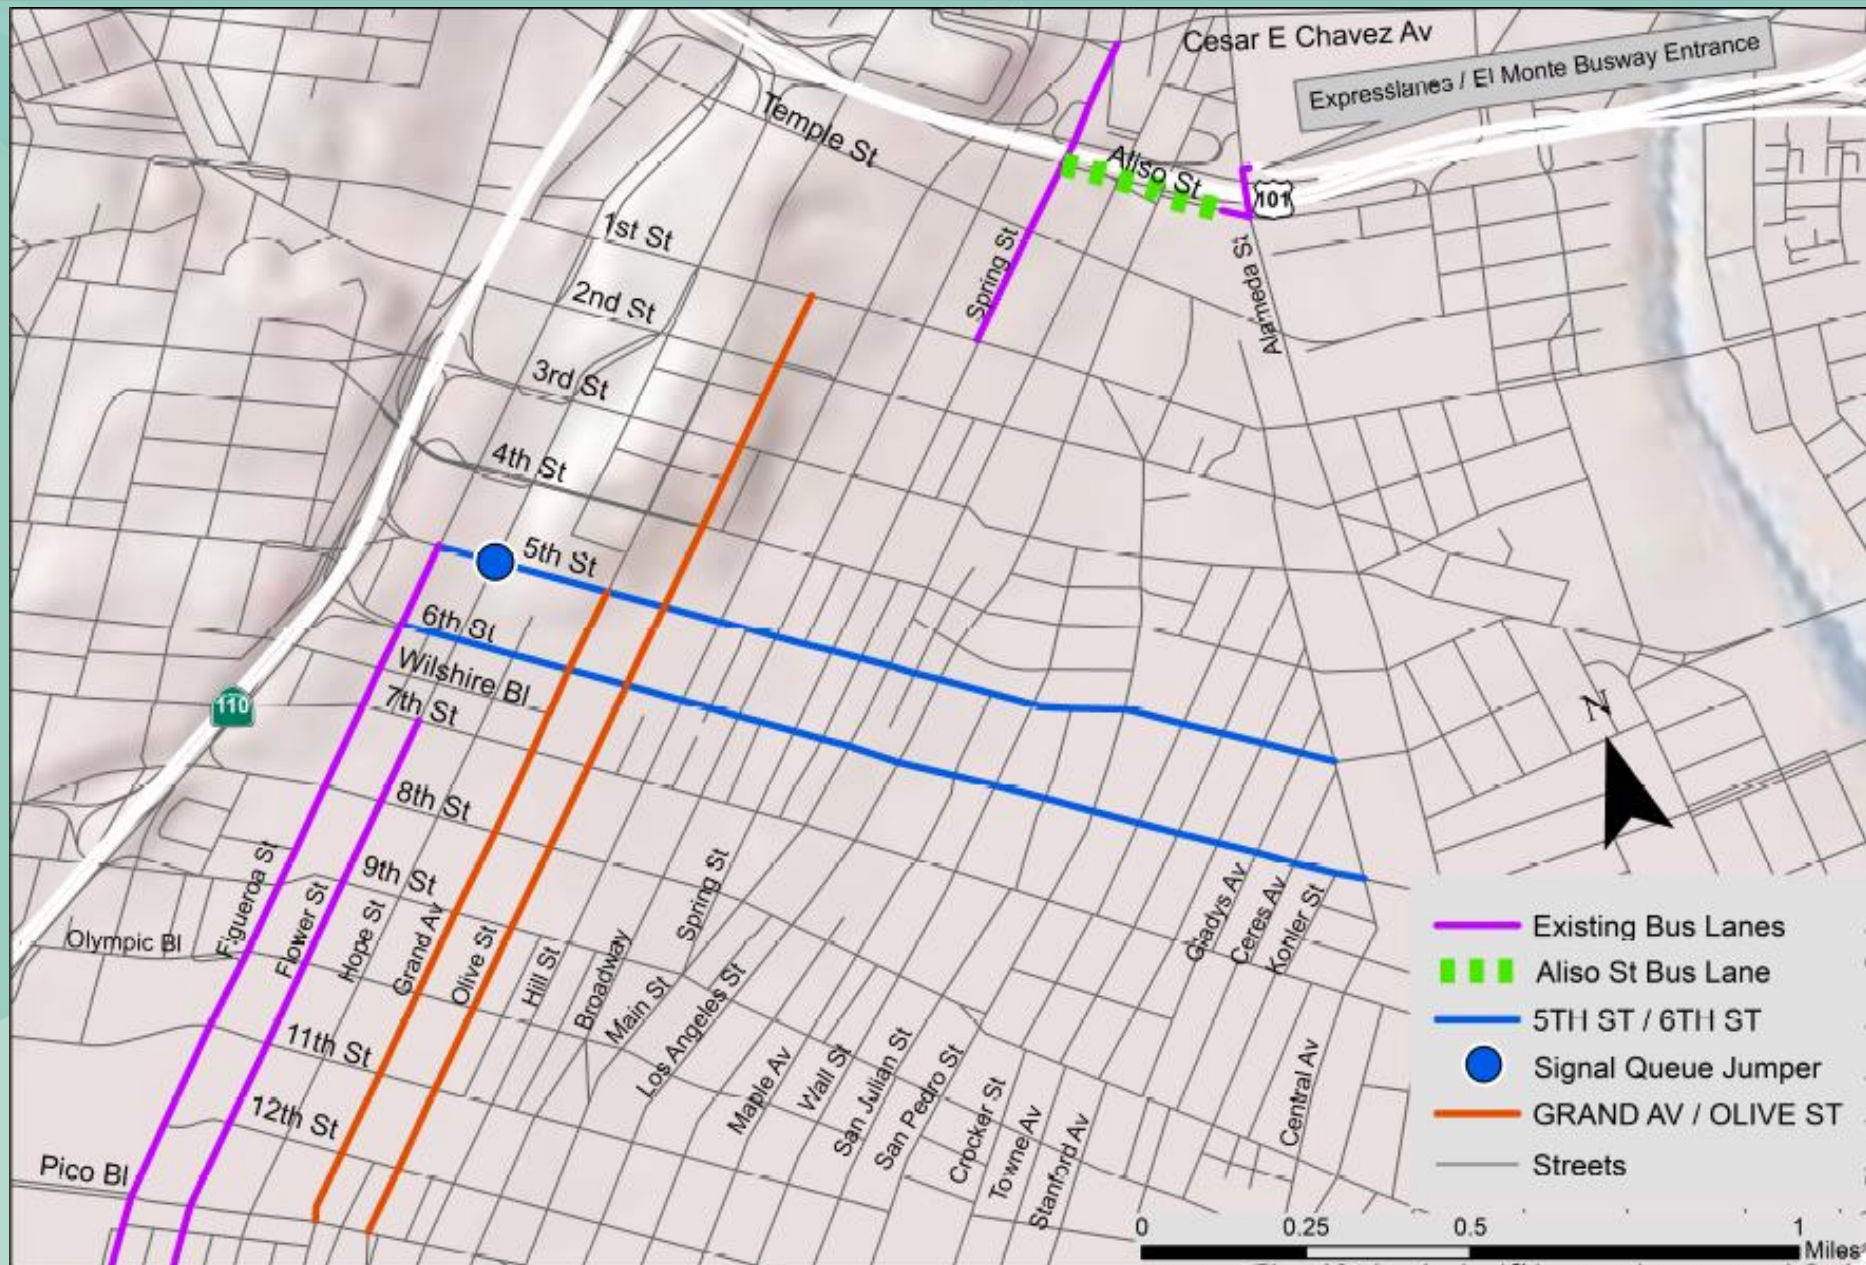 Cesar E Chavez Av
Expresslanes / El Monte Busway Entrance
Temple St
Aliso St
101
1st St
Spring St
Alameda St
2nd St
3rd St
4th St
5th St
6th St
Wilshire Bl
7th St
110
N
8th St
9th St
Figueroa St
Flower St
Hope St
Grand Av
Olive St
Hill St
Broadway
Main St
Spring St
Los Angeles St
Olympic Bl
11th St
12th St
Pico Bl
Maple Av
Wall St
San Julian St
San Pedro St
Crocker St
Towne Av
Stanford Av
Gladys Av
Ceres Av
Kohler St
Central Av
Existing Bus Lanes
Aliso St Bus Lane
5TH ST / 6TH ST
Signal Queue Jumper
GRAND AV / OLIVE ST
Streets
0 0.25 0.5 1
Miles